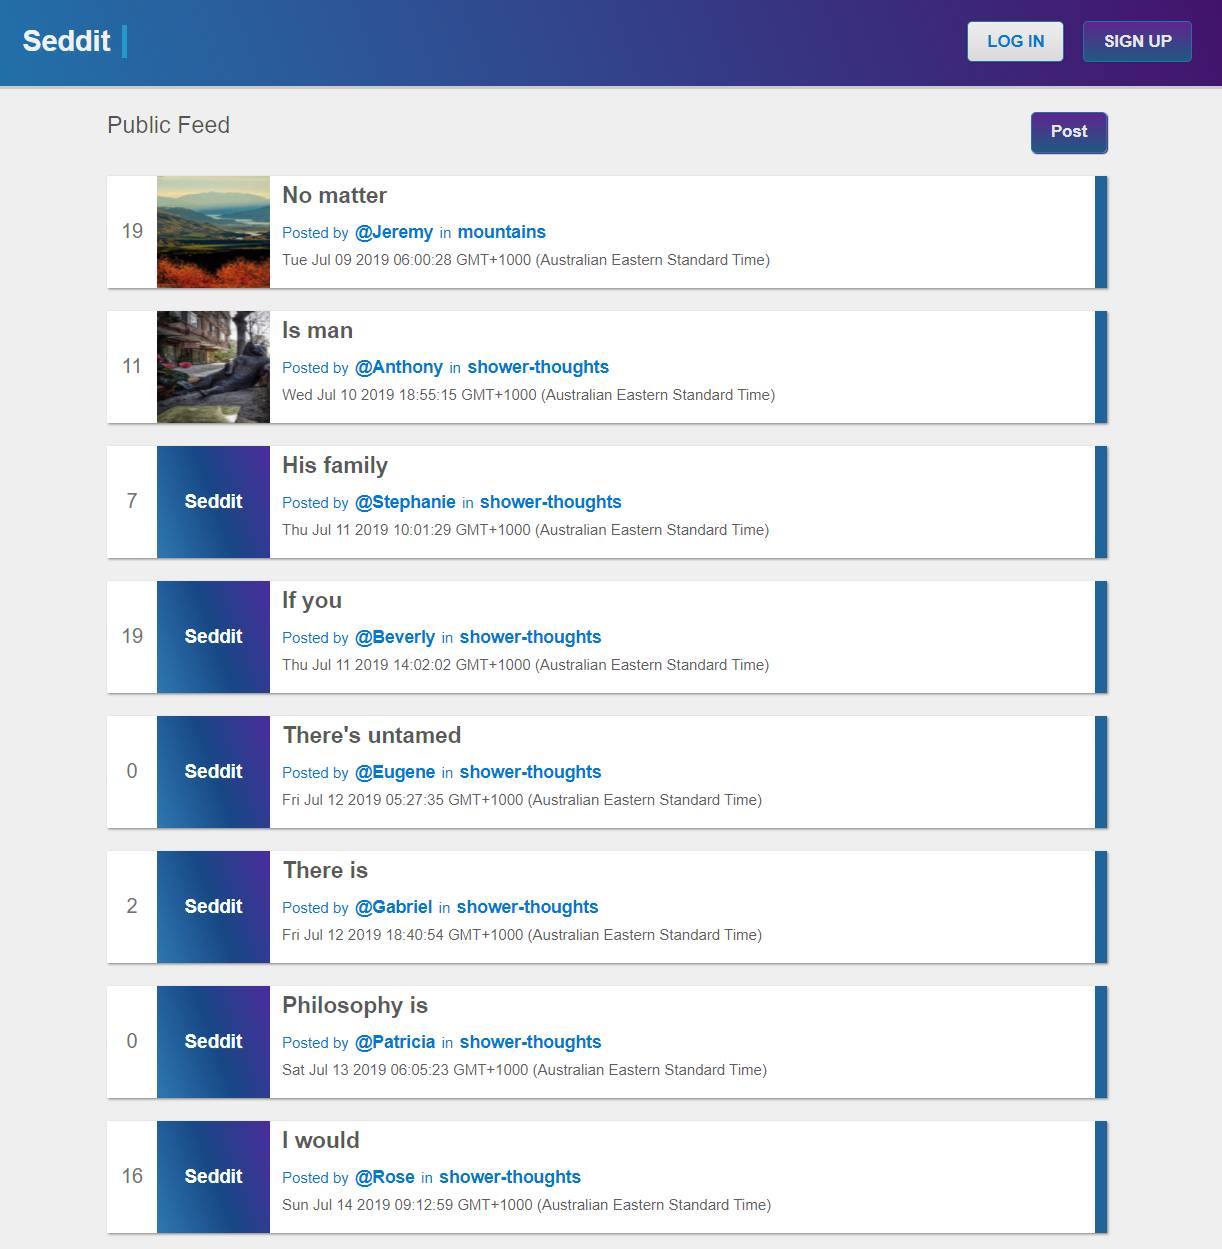 Seddit
LOG IN
SIGN UP
Public Feed
Post
19
No matter
Posted by @Jeremy in mountains
Tue Jul 09 2019 06:00:28 GMT+1000 (Australian Eastern Standard Time)
11
Is man
Posted by @Anthony in shower-thoughts
Wed Jul 10 2019 18:55:15 GMT+1000 (Australian Eastern Standard Time)
7
Seddit
His family
Posted by @Stephanie in shower-thoughts
Thu Jul 11 2019 10:01:29 GMT+1000 (Australian Eastern Standard Time)
19
Seddit
If you
Posted by @Beverly in shower-thoughts
Thu Jul 11 2019 14:02:02 GMT+1000 (Australian Eastern Standard Time)
0
Seddit
There's untamed
Posted by @Eugene in shower-thoughts
Fri Jul 12 2019 05:27:35 GMT+1000 (Australian Eastern Standard Time)
2
Seddit
There is
Posted by @Gabriel in shower-thoughts
Fri Jul 12 2019 18:40:54 GMT+1000 (Australian Eastern Standard Time)
0
Seddit
Philosophy is
Posted by @Patricia in shower-thoughts
Sat Jul 13 2019 06:05:23 GMT+1000 (Australian Eastern Standard Time)
16
Seddit
I would
Posted by @Rose in shower-thoughts
Sun Jul 14 2019 09:12:59 GMT+1000 (Australian Eastern Standard Time)